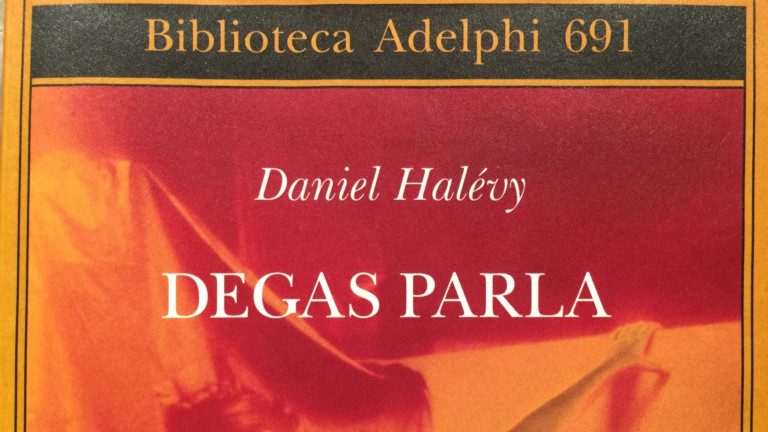 Biblioteca Adelphi 691
Daniel Halévy
DEGAS PARLA